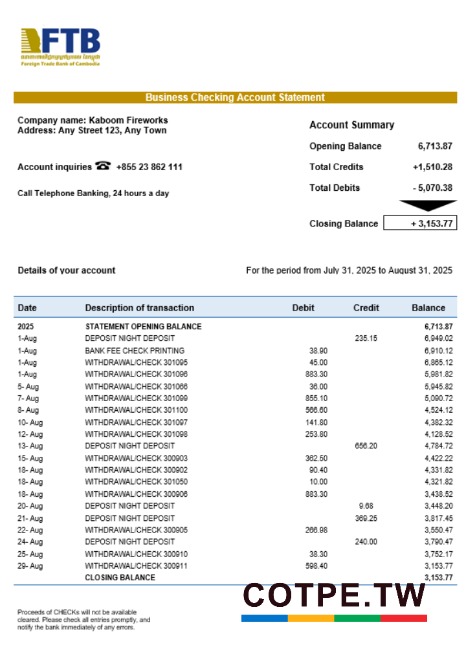 FTB
Foreign Trade Bank of Cambodia
Business Checking Account Statement
Company name: Kaboom Fireworks
Address: Any Street 123, Any Town
Account inquiries ☎ +855 23 862 111
Call Telephone Banking, 24 hours a day
Account Summary
Opening Balance 6,713.87
Total Credits +1,510.28
Total Debits - 5,070.38
Closing Balance + 3,153.77
Details of your account For the period from July 31, 2025 to August 31, 2025
Date Description of transaction Debit Credit Balance
2025 STATEMENT OPENING BALANCE 6,713.87
1-Aug DEPOSIT NIGHT DEPOSIT 235.15 6,949.02
1-Aug BANK FEE CHECK PRINTING 38.90 6,910.12
1-Aug WITHDRAWAL/CHECK 301095 45.00 6,865.12
1-Aug WITHDRAWAL/CHECK 301096 883.30 5,981.82
5- Aug WITHDRAWAL/CHECK 301066 36.00 5,945.82
7- Aug WITHDRAWAL/CHECK 301099 855.10 5,090.72
8- Aug WITHDRAWAL/CHECK 301100 566.60 4,524.12
10- Aug WITHDRAWAL/CHECK 301097 141.80 4,382.32
12- Aug WITHDRAWAL/CHECK 301098 253.80 4,128.52
13- Aug DEPOSIT NIGHT DEPOSIT 656.20 4,784.72
15- Aug WITHDRAWAL/CHECK 300903 362.50 4,422.22
18- Aug WITHDRAWAL/CHECK 300902 90.40 4,331.82
18- Aug WITHDRAWAL/CHECK 301050 10.00 4,321.82
18- Aug WITHDRAWAL/CHECK 300906 883.30 3,438.52
20- Aug DEPOSIT NIGHT DEPOSIT 9.68 3,448.20
21- Aug DEPOSIT NIGHT DEPOSIT 369.25 3,817.45
22- Aug WITHDRAWAL/CHECK 300905 266.98 3,550.47
24- Aug DEPOSIT NIGHT DEPOSIT 240.00 3,790.47
25- Aug WITHDRAWAL/CHECK 300910 38.30 3,752.17
29- Aug WITHDRAWAL/CHECK 300911 598.40 3,153.77
CLOSING BALANCE 3,153.77
COTPE.TW
Proceeds of CHECKs will not be available
cleared. Please check all entries promptly, and
notify the bank immediately of any errors.